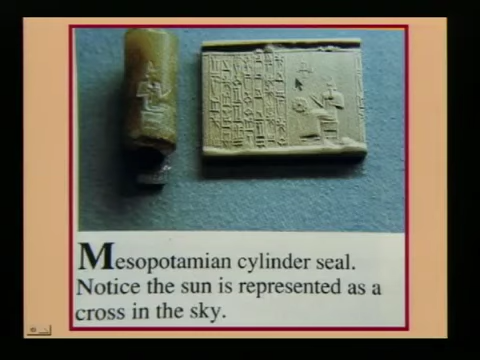 Mesopotamian cylinder seal.
Notice the sun is represented as a
cross in the sky.